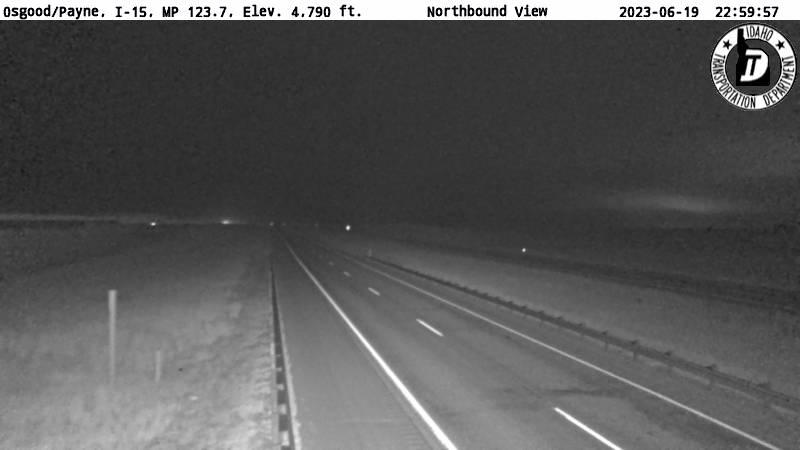 Osgood/Payne, I-15, MP 123.7, Elev. 4,790 ft. Northbound View 2023-06-19 22:59:57
IDAHO
TRANSPORTATION DEPARTMENT